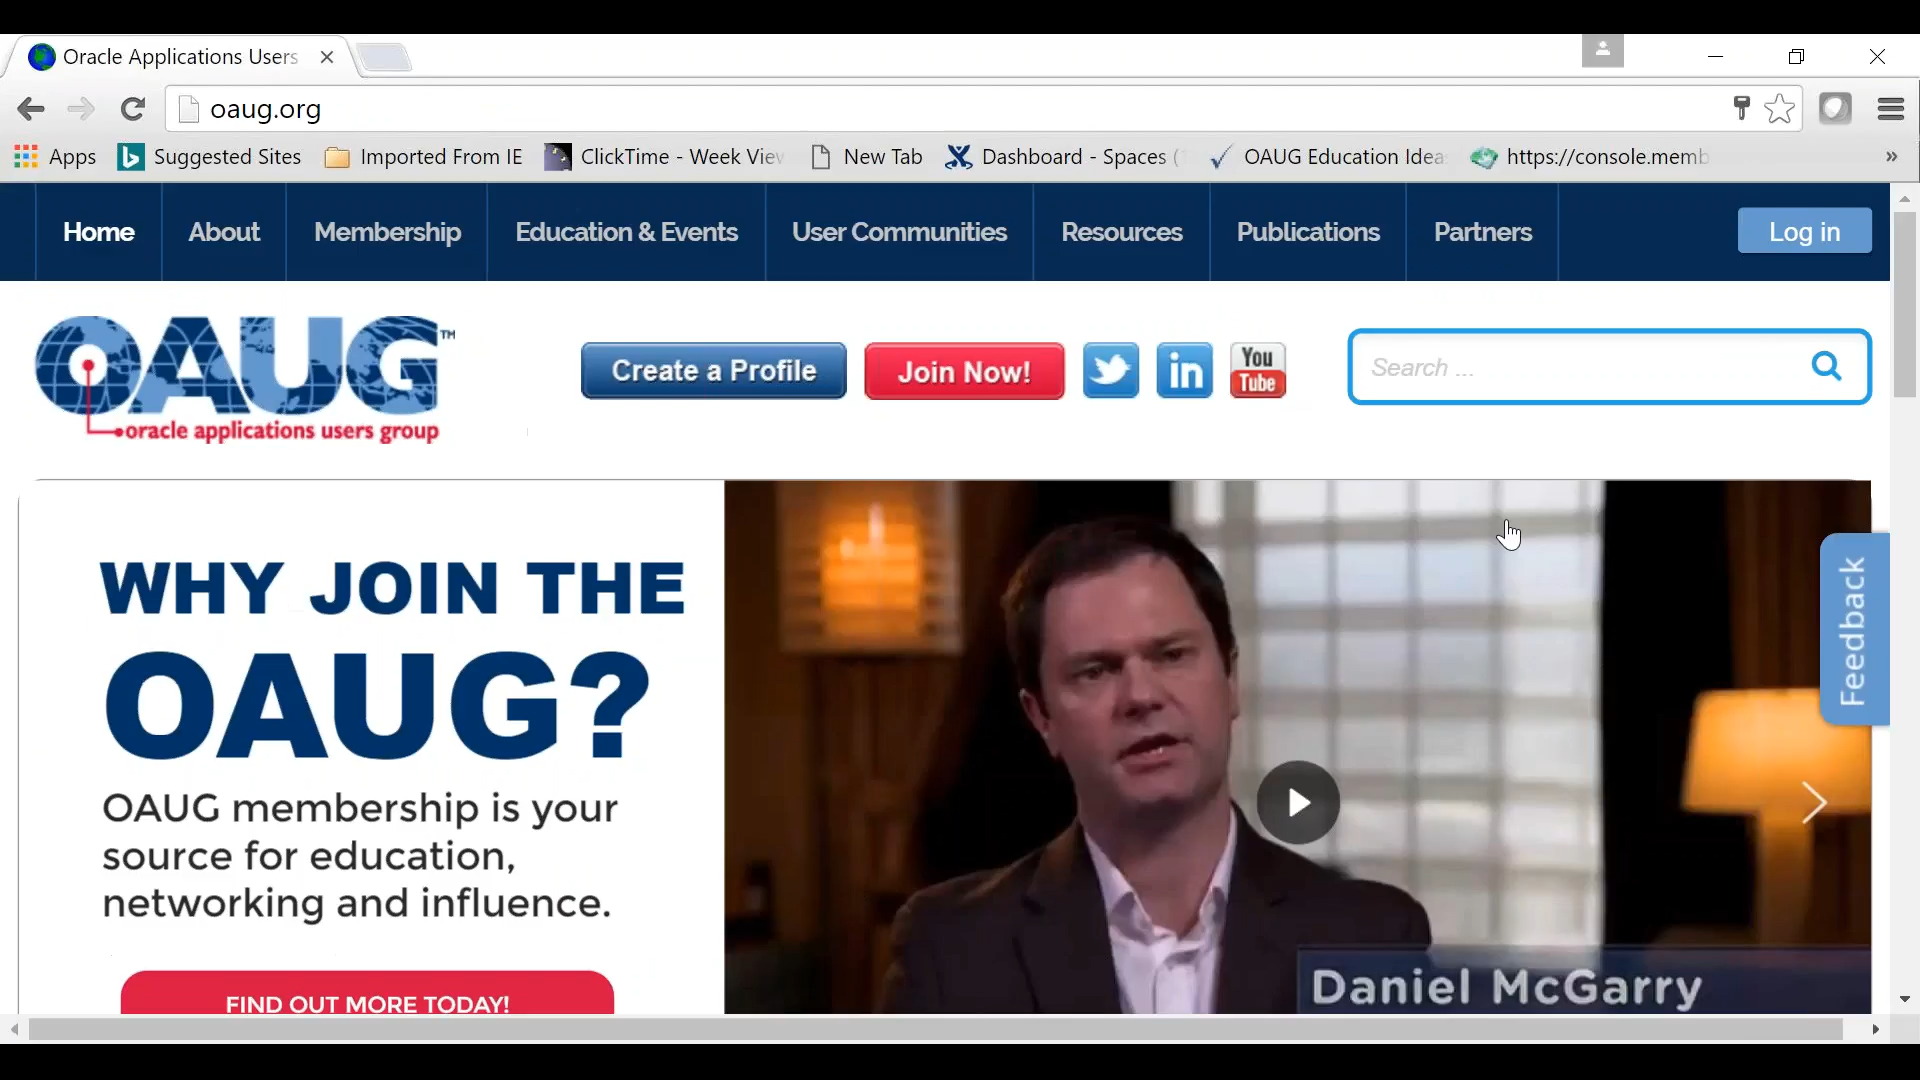 Oracle Applications Users
oaug.org
Apps
Suggested Sites
Imported From IE
ClickTime - Week Vie
New Tab
Dashboard - Spaces (
OAUG Education Idea
https://console.memb
»
Home
About
Membership
Education & Events
User Communities
Resources
Publications
Partners
Log in
OAUG™
oracle applications users group
Create a Profile
Join Now!
in
You
Tube
Search ...
WHY JOIN THE
OAUG?
OAUG membership is your
source for education,
networking and influence.
FIND OUT MORE TODAY!
Daniel McGarry
Feedback